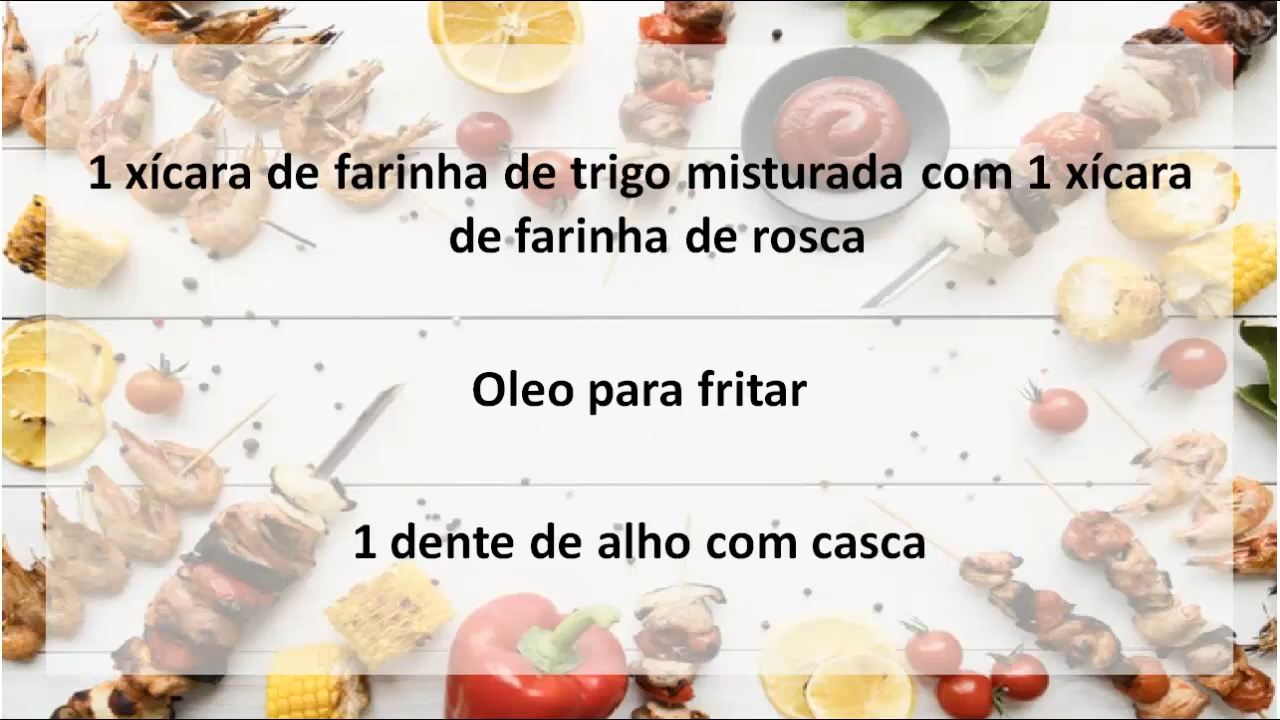 1 xícara de farinha de trigo misturada com 1 xícara
de farinha de rosca
Oleo para fritar
1 dente de alho com casca